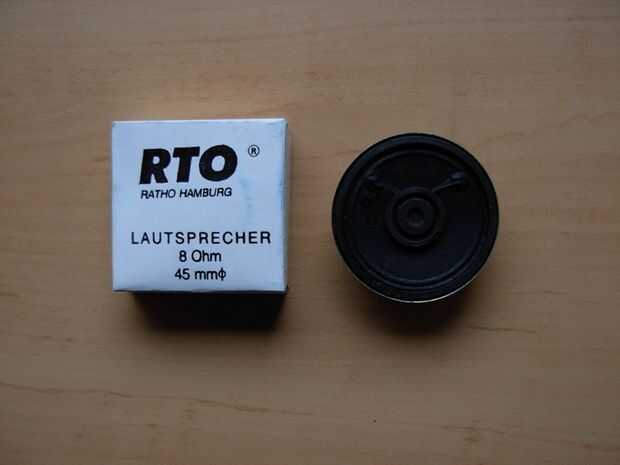 RTO ®
RATHO HAMBURG
LAUTSPRECHER
8 Ohm
45 mmϕ